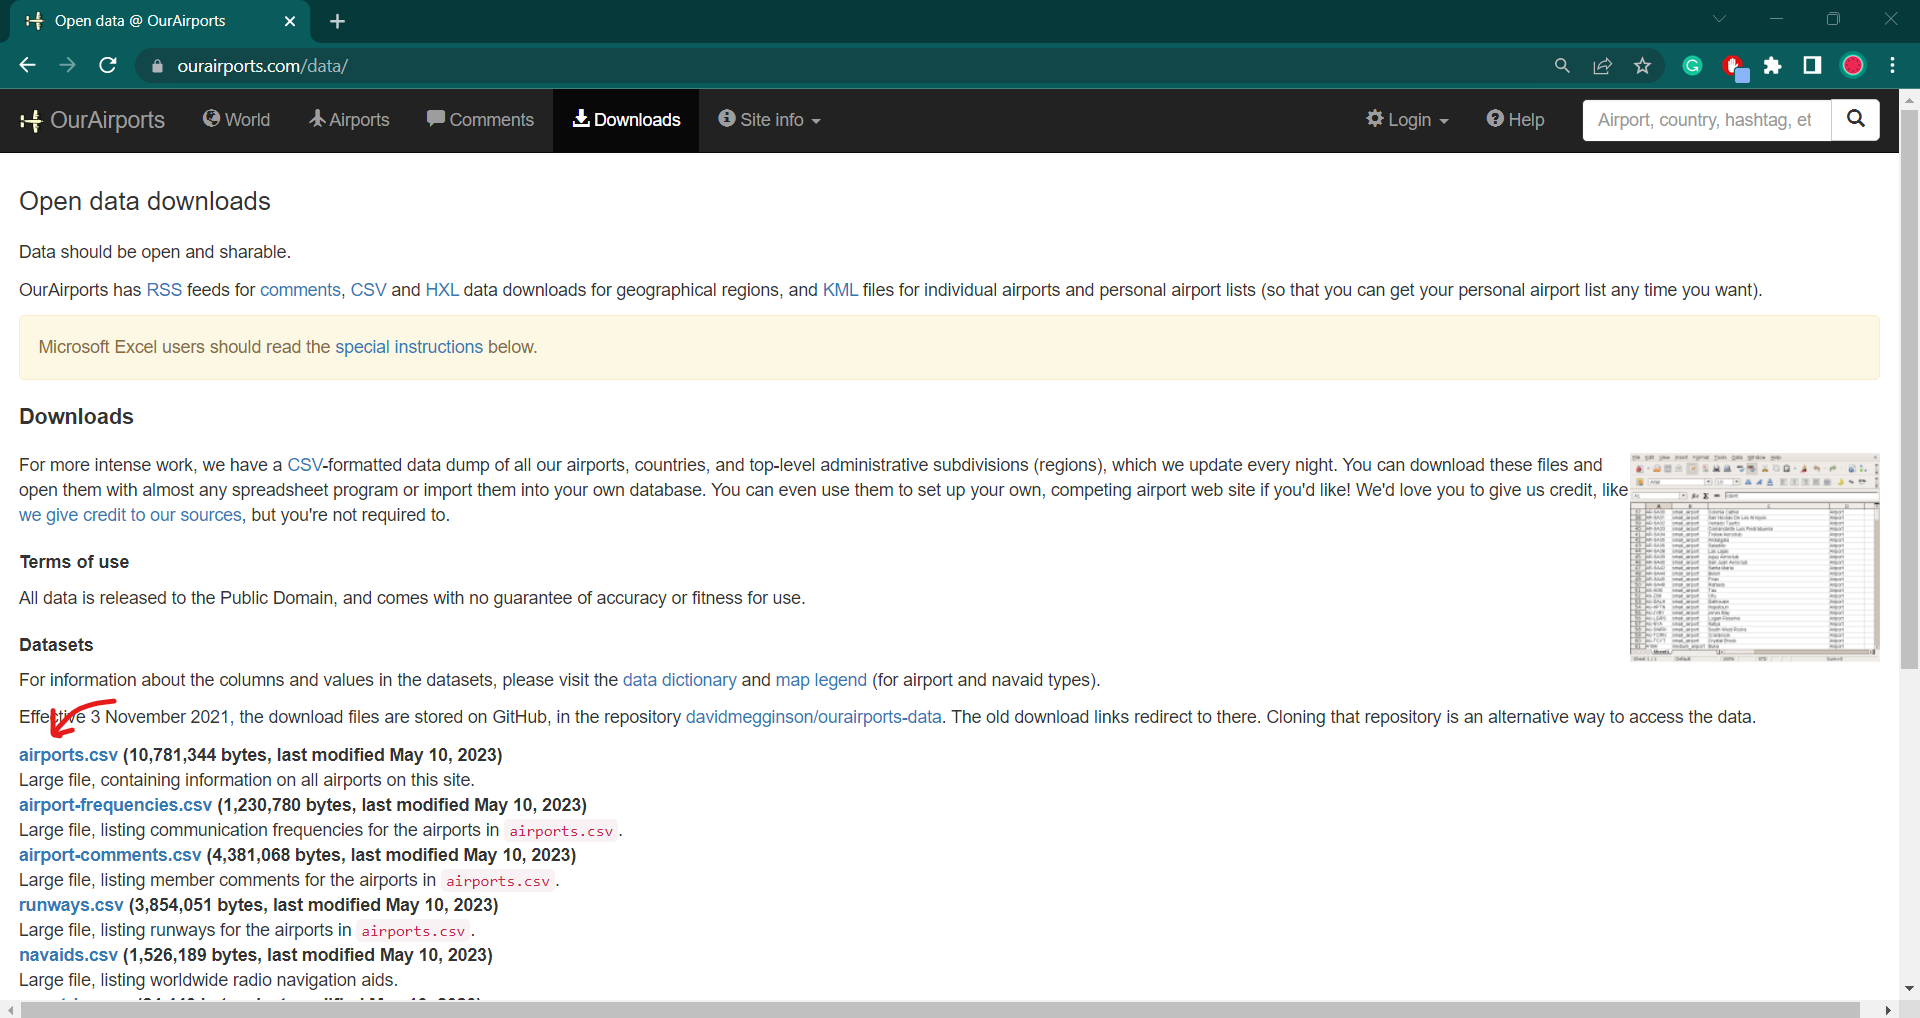 Open data @ OurAirports
ourairports.com/data/
OurAirports World Airports Comments Downloads Site info Login Help Airport, country, hashtag, et
Open data downloads
Data should be open and sharable.
OurAirports has RSS feeds for comments, CSV and HXL data downloads for geographical regions, and KML files for individual airports and personal airport lists (so that you can get your personal airport list any time you want).
Microsoft Excel users should read the special instructions below.
Downloads
For more intense work, we have a CSV-formatted data dump of all our airports, countries, and top-level administrative subdivisions (regions), which we update every night. You can download these files and
open them with almost any spreadsheet program or import them into your own database. You can even use them to set up your own, competing airport web site if you'd like! We'd love you to give us credit, like
we give credit to our sources, but you're not required to.
Terms of use
All data is released to the Public Domain, and comes with no guarantee of accuracy or fitness for use.
Datasets
For information about the columns and values in the datasets, please visit the data dictionary and map legend (for airport and navaid types).
Effective 3 November 2021, the download files are stored on GitHub, in the repository davidmegginson/ourairports-data. The old download links redirect to there. Cloning that repository is an alternative way to access the data.
airports.csv (10,781,344 bytes, last modified May 10, 2023)
Large file, containing information on all airports on this site.
airport-frequencies.csv (1,230,780 bytes, last modified May 10, 2023)
Large file, listing communication frequencies for the airports in airports.csv.
airport-comments.csv (4,381,068 bytes, last modified May 10, 2023)
Large file, listing member comments for the airports in airports.csv.
runways.csv (3,854,051 bytes, last modified May 10, 2023)
Large file, listing runways for the airports in airports.csv.
navaids.csv (1,526,189 bytes, last modified May 10, 2023)
Large file, listing worldwide radio navigation aids.